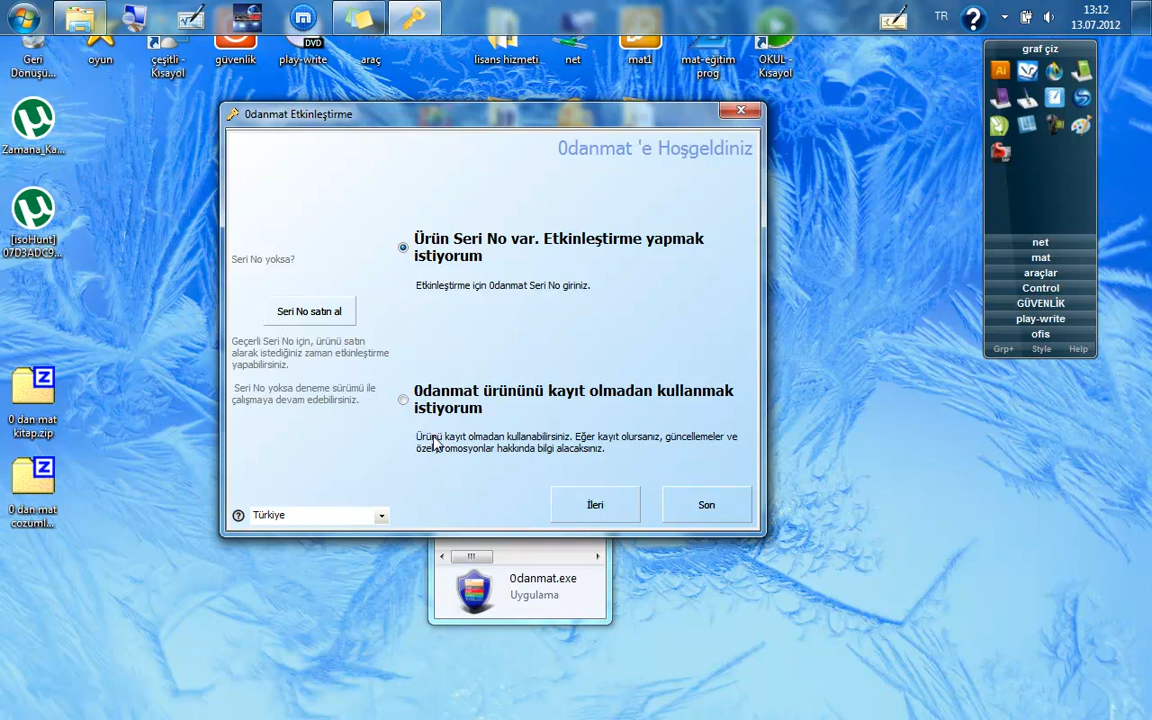 TR
13:12
13.07.2012
Geri
Dönüşü...
oyun
çeşitli -
Kısayol
güvenlik
DVD
play-write
araç
lisans hizmeti
net
mat1
mat-eğitim
prog
OKUL -
Kısayol
graf çiz
Ai
net
mat
araçlar
Control
GÜVENLİK
play-write
ofis
Grp+
Style
Help
Zamana_Ka...
[isoHunt]
07D3ADC9...
Z
0 dan mat
kitap.zip
Z
0 dan mat
cozuml...
0danmat Etkinleştirme
0danmat 'e Hoşgeldiniz
Seri No yoksa?
Seri No satın al
Geçerli Seri No için, ürünü satın
alarak istediğiniz zaman etkinleştirme
yapabilirsiniz.
Seri No yoksa deneme sürümü ile
çalışmaya devam edebilirsiniz.
Ürün Seri No var. Etkinleştirme yapmak
istiyorum
Etkinleştirme için 0danmat Seri No giriniz.
0danmat ürününü kayıt olmadan kullanmak
istiyorum
Ürünü kayıt olmadan kullanabilirsiniz. Eğer kayıt olursanız, güncellemeler ve
özel promosyonlar hakkında bilgi alacaksınız.
Türkiye
İleri
Son
0danmat.exe
Uygulama